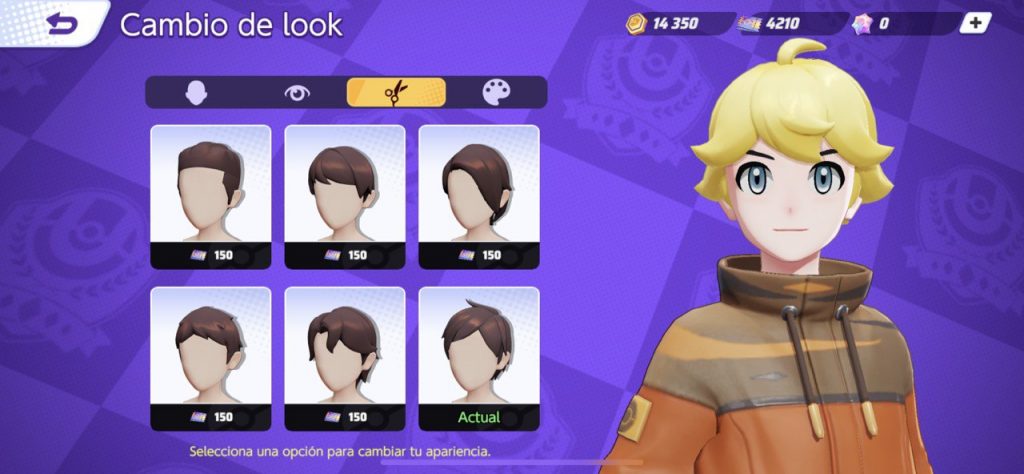 Cambio de look
14 350
4210
0
150
150
150
150
150
Actual
Selecciona una opción para cambiar tu apariencia.